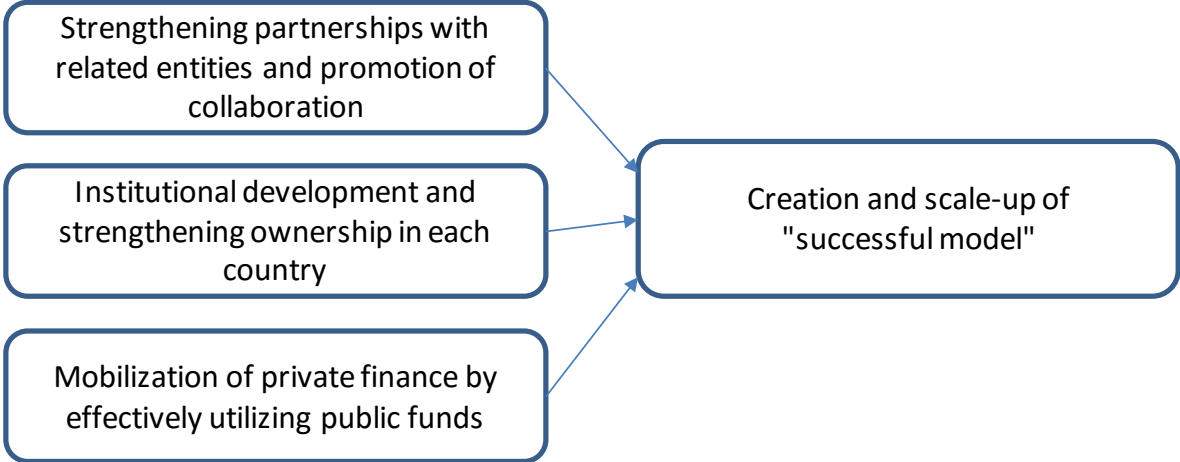 Strengthening partnerships with
related entities and promotion of
collaboration
Institutional development and
strengthening ownership in each
country
Mobilization of private finance by
effectively utilizing public funds
Creation and scale-up of
"successful model"